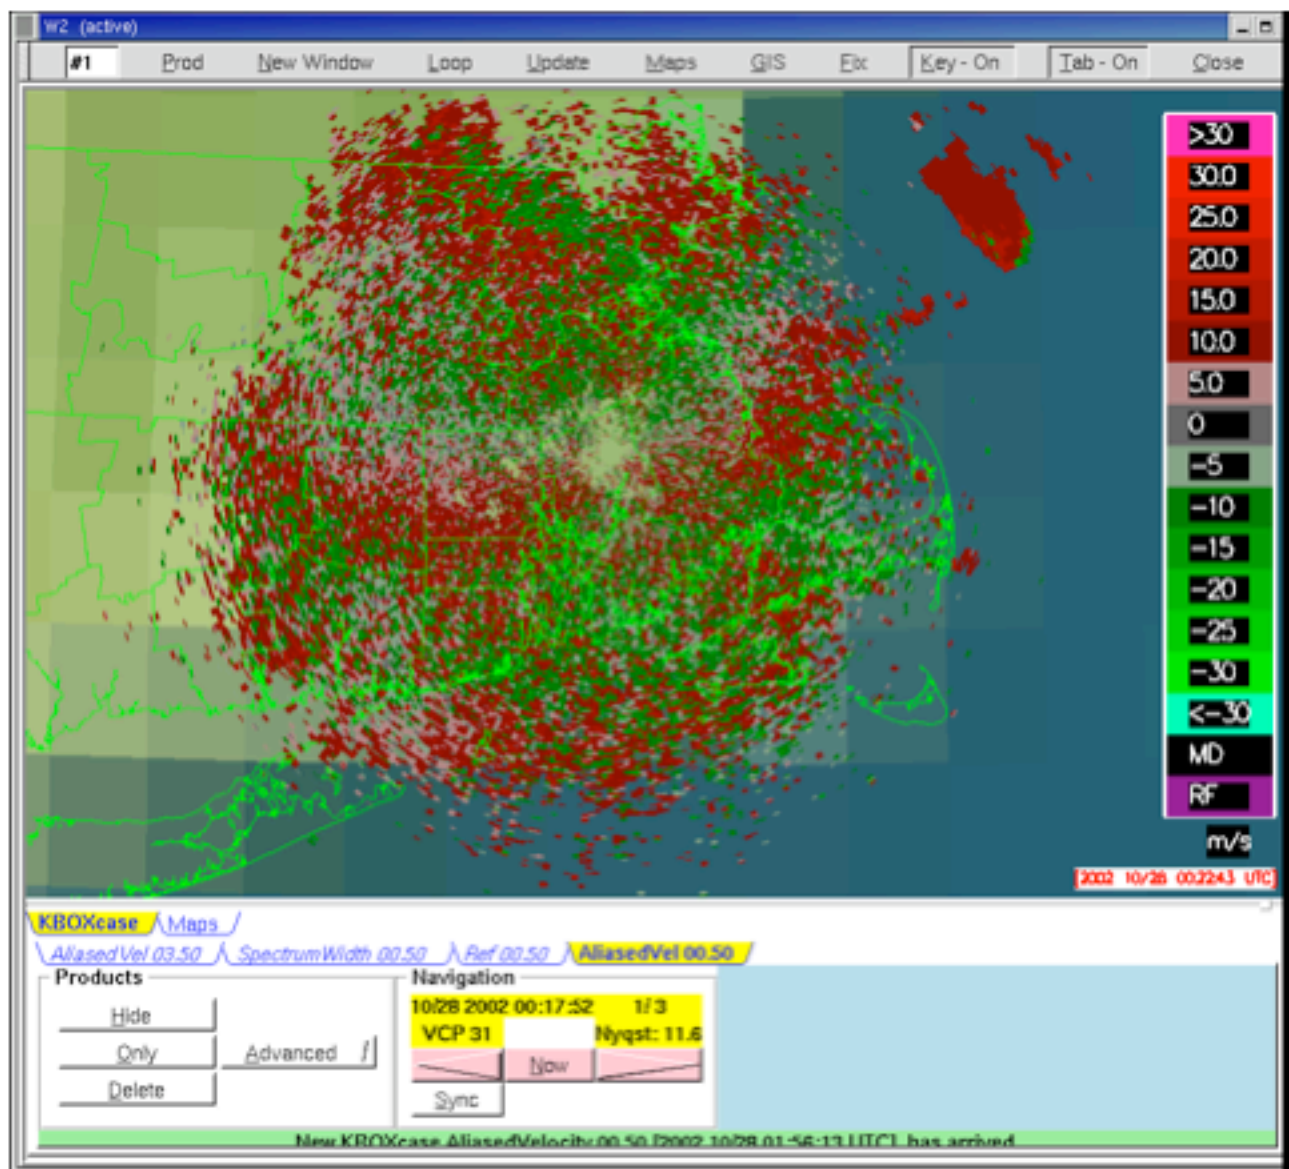 W2 (active)
#1 Prod New Window Loop Update Maps GIS Fix Key - On Tab - On Close
>30
30.0
25.0
20.0
15.0
10.0
5.0
0
-5
-10
-15
-20
-25
-30
<-30
MD
RF
m/s
[2002 10/28 00:22:43 UTC]
KBOXcase Maps
AliasedVel 03.50 SpectrumWidth 00.50 Ref 00.50 AliasedVel 00.50
Products Navigation
Hide
Only
Delete
Advanced
10/28 2002 00:17:52 1/ 3
VCP 31 Nyqst: 11.6
Now
Sync
New KBOXcase AliasedVelocity 00.50 [2002 10/28 01:56:13 UTC] has arrived